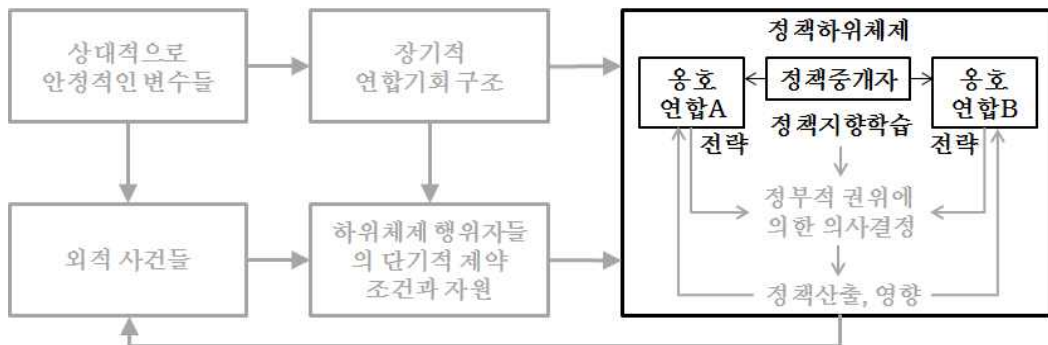 상대적으로
안정적인 변수들
장기적
연합기회 구조
정책하위체제
옹호
연합A
정책중개자
옹호
연합B
정책지향학습
전략
전략
정부적 권위에
의한 의사결정
정책산출, 영향
외적 사건들
하위체제 행위자들
의 단기적 제약
조건과 자원